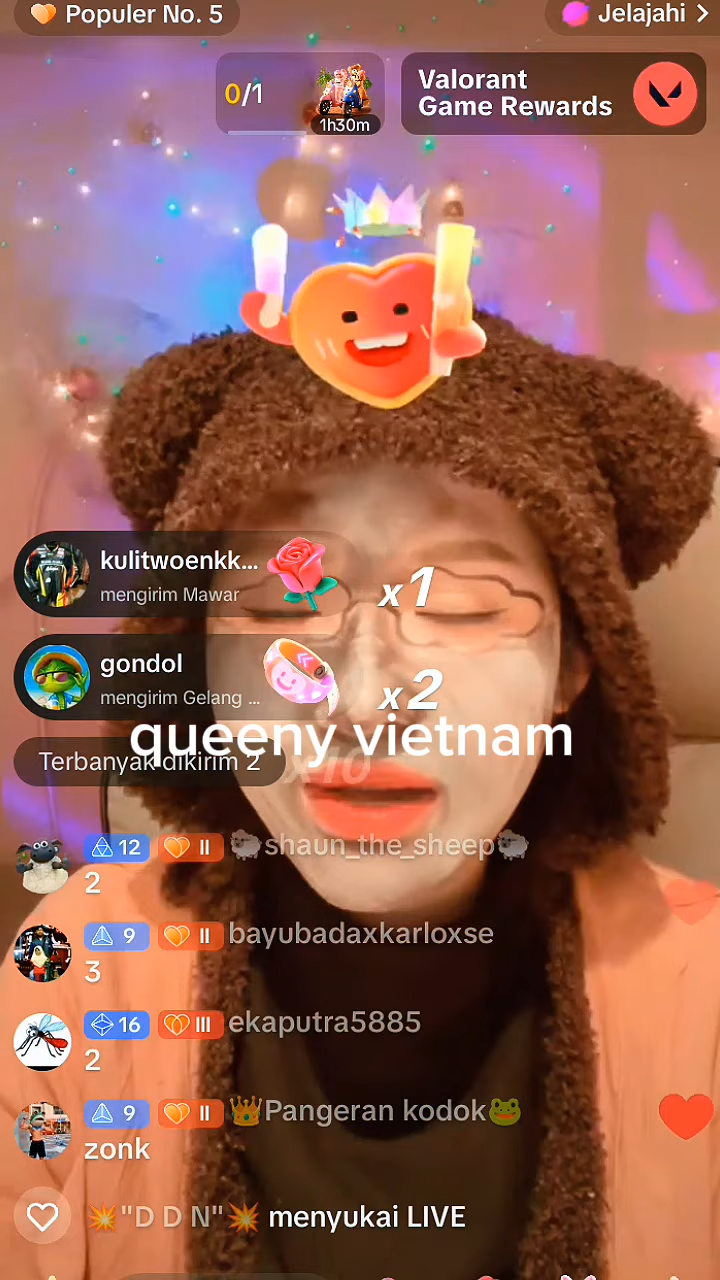 Populer No. 5
Jelajahi >
0/1
1h30m
Valorant
Game Rewards
kulitwoenkk...
mengirim Mawar
x1
gondol
mengirim Gelang ...
x2
queeny vietnam
Terbanyak dikirim 2
x10
12 II 🐑shaun_the_sheep🐑
2
9 II bayubadaxkarloxse
3
16 III ekaputra5885
2
9 II 👑Pangeran kodok🐸
zonk
💥"D D N"💥 menyukai LIVE